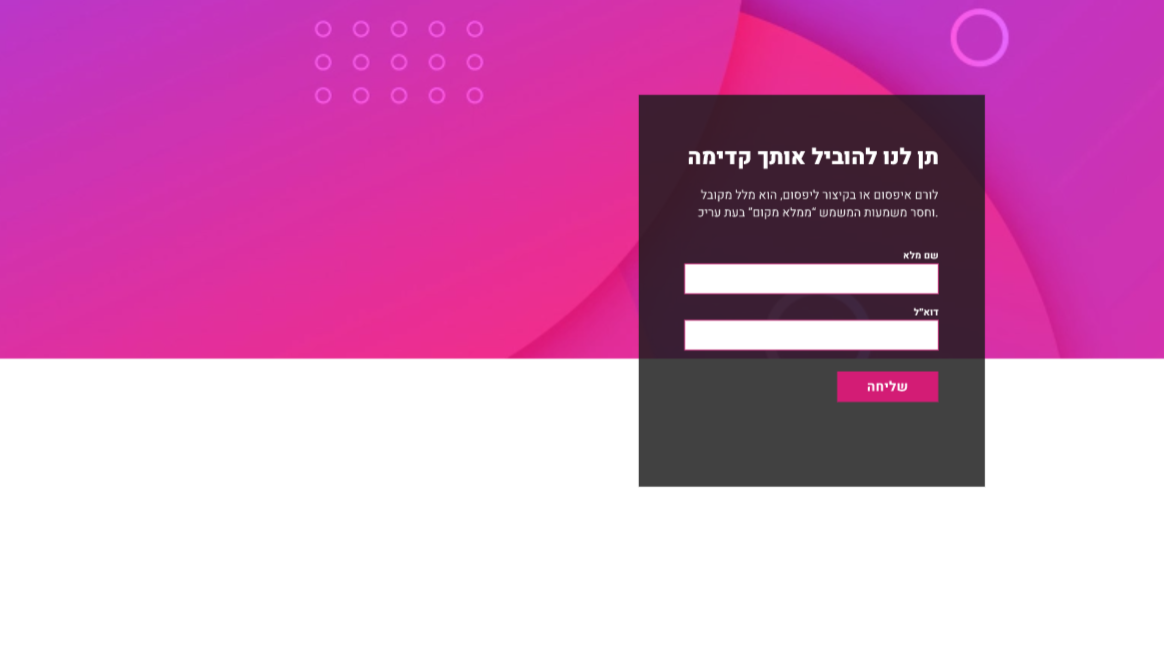 תן לנו להוביל אותך קדימה
לורם איפסום או בקיצור ליפסום, הוא מלל מקובל
.וחסר משמעות המשמש "ממלא מקום" בעת עריכ
שם מלא
דוא"ל
שליחה